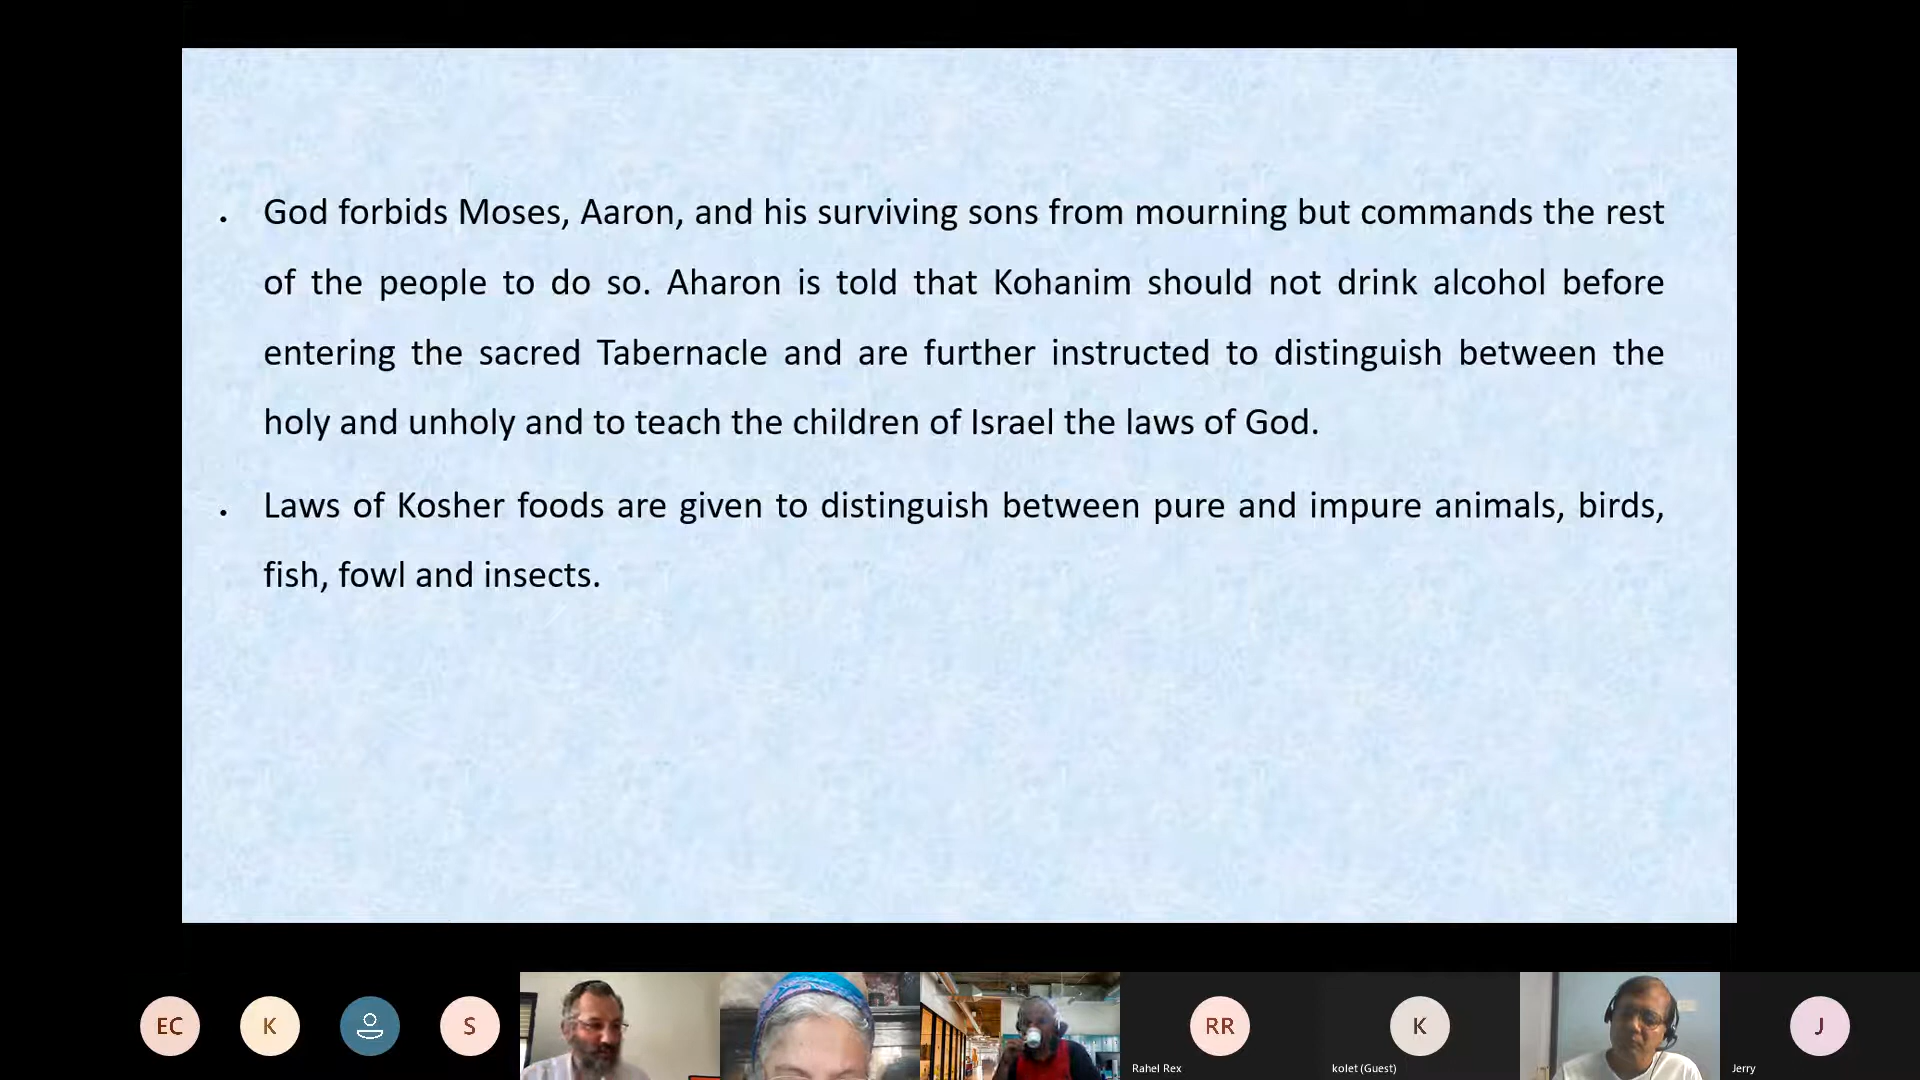 • God forbids Moses, Aaron, and his surviving sons from mourning but commands the rest
of the people to do so. Aharon is told that Kohanim should not drink alcohol before
entering the sacred Tabernacle and are further instructed to distinguish between the
holy and unholy and to teach the children of Israel the laws of God.
• Laws of Kosher foods are given to distinguish between pure and impure animals, birds,
fish, fowl and insects.
EC
K
S
RR
Rahel Rex
K
kolet (Guest)
J
Jerry